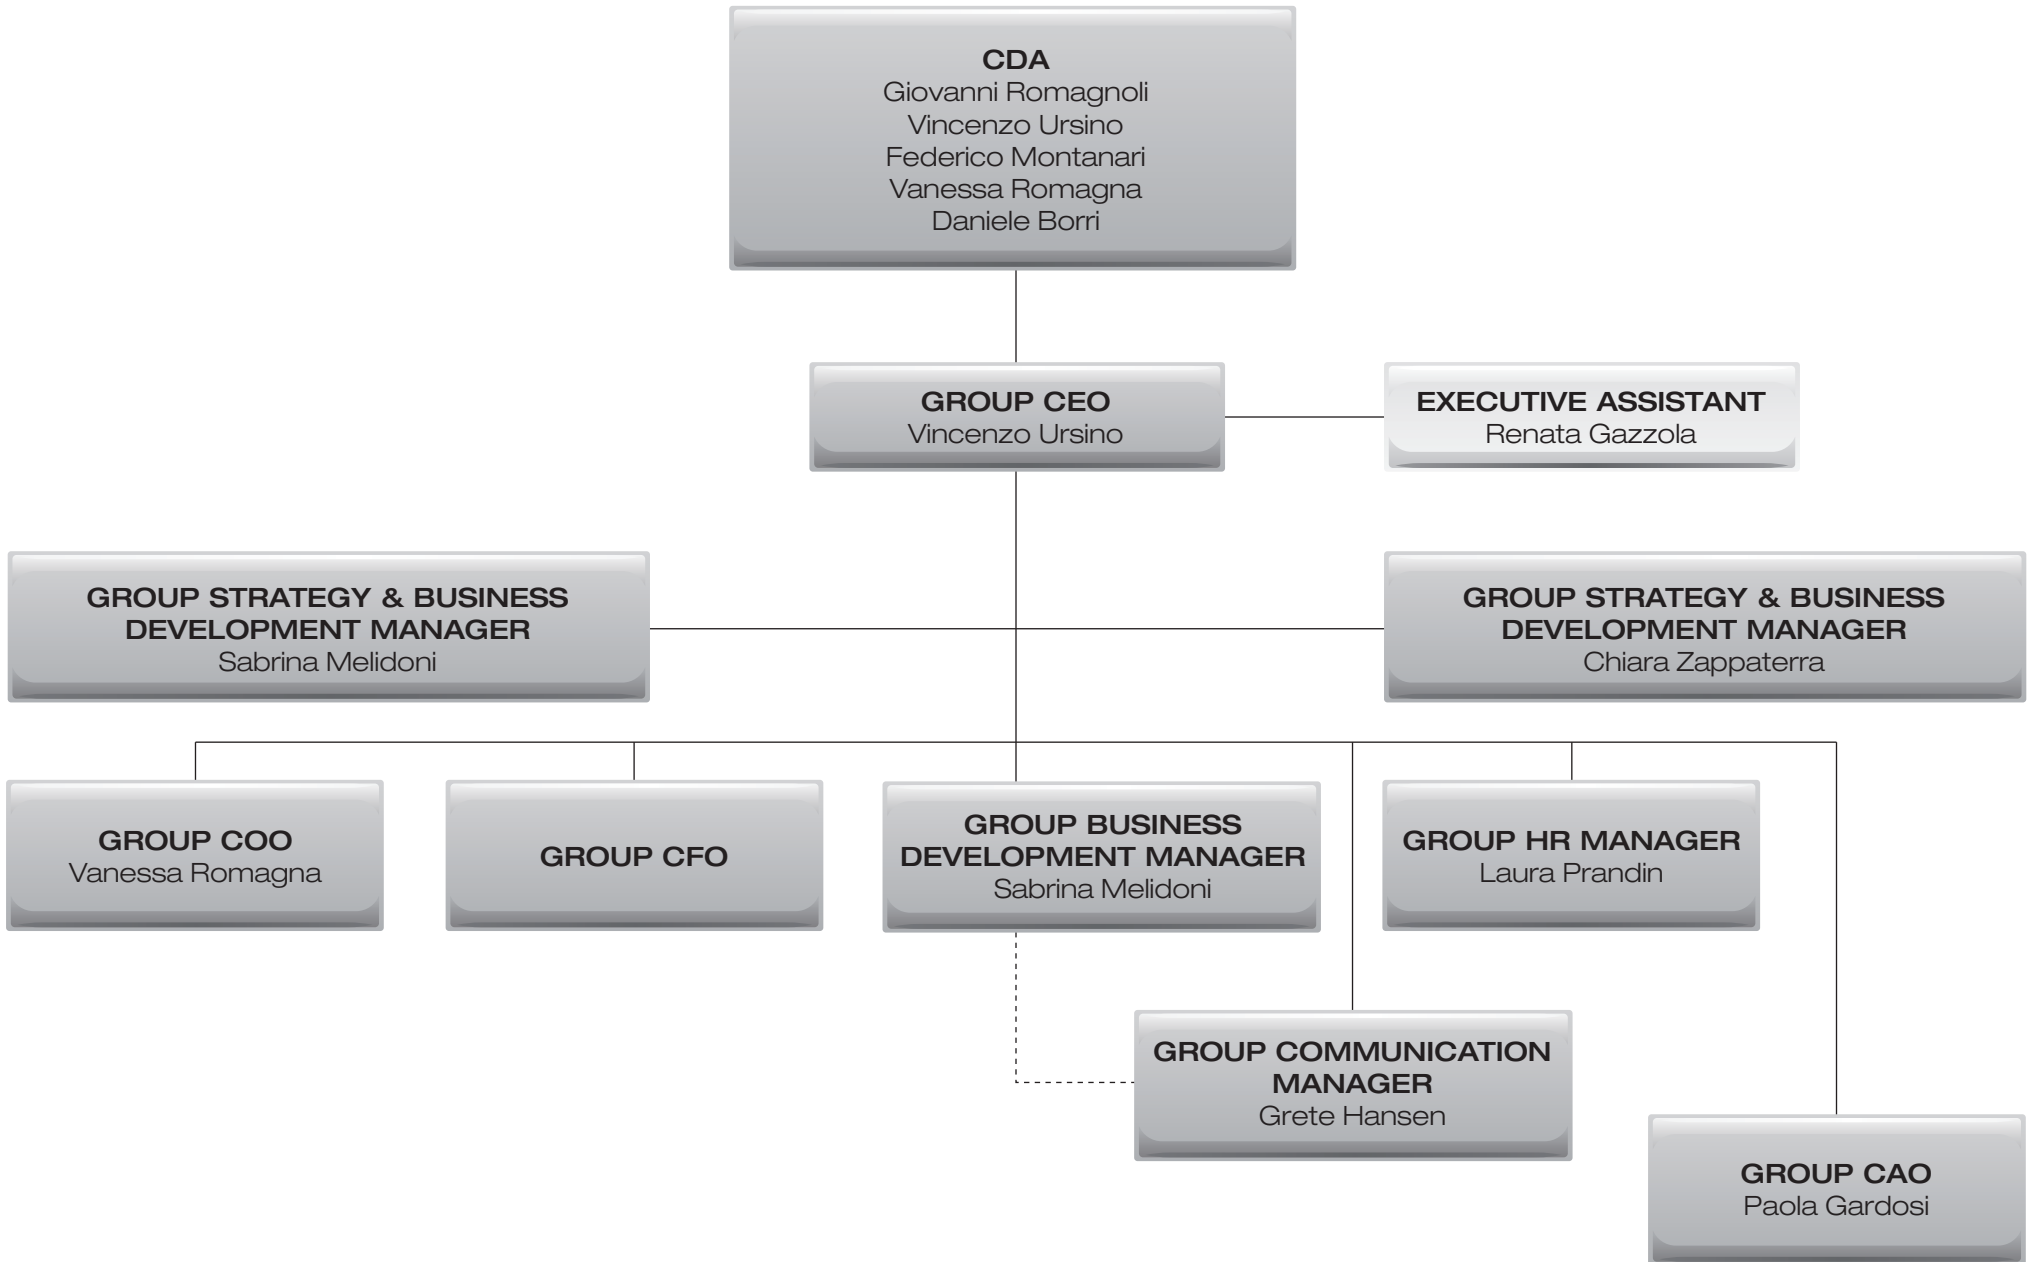 CDA
Giovanni Romagnoli
Vincenzo Ursino
Federico Montanari
Vanessa Romagna
Daniele Borri
GROUP CEO
Vincenzo Ursino
EXECUTIVE ASSISTANT
Renata Gazzola
GROUP STRATEGY & BUSINESS
DEVELOPMENT MANAGER
Sabrina Melidoni
GROUP STRATEGY & BUSINESS
DEVELOPMENT MANAGER
Chiara Zappaterra
GROUP COO
Vanessa Romagna
GROUP CFO
GROUP BUSINESS
DEVELOPMENT MANAGER
Sabrina Melidoni
GROUP HR MANAGER
Laura Prandin
GROUP COMMUNICATION
MANAGER
Grete Hansen
GROUP CAO
Paola Gardosi